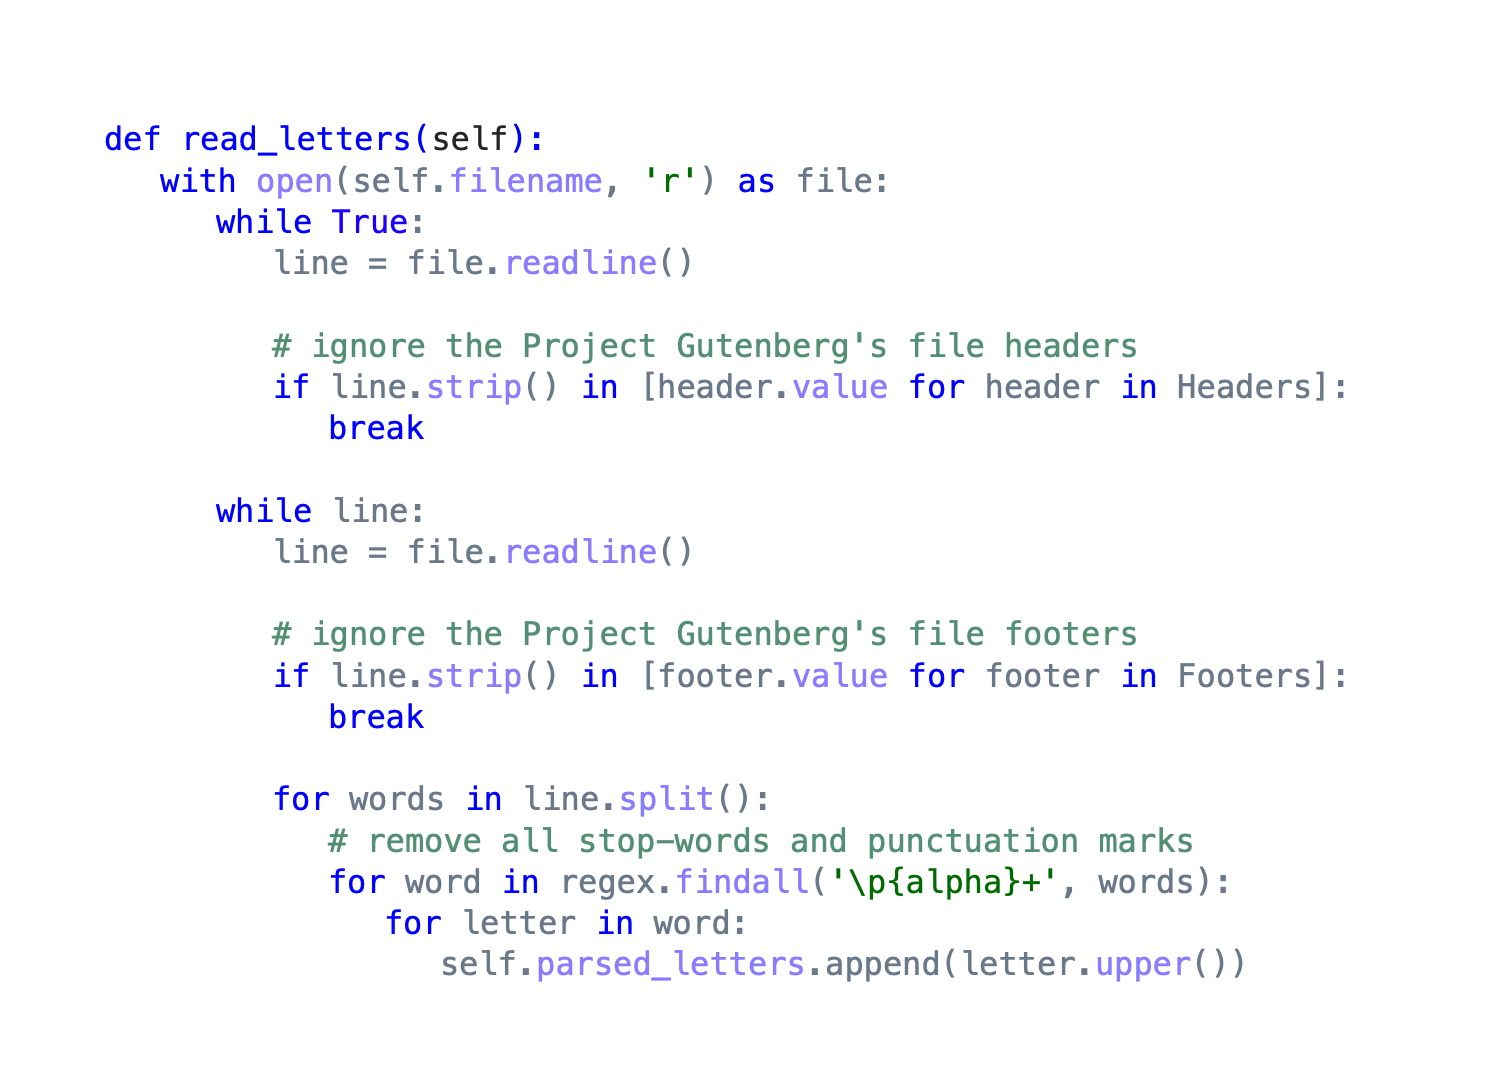 def read_letters(self):
with open(self.filename, 'r') as file:
while True:
line = file.readline()
# ignore the Project Gutenberg's file headers
if line.strip() in [header.value for header in Headers]:
break
while line:
line = file.readline()
# ignore the Project Gutenberg's file footers
if line.strip() in [footer.value for footer in Footers]:
break
for words in line.split():
# remove all stop-words and punctuation marks
for word in regex.findall('\p{alpha}+', words):
for letter in word:
self.parsed_letters.append(letter.upper())